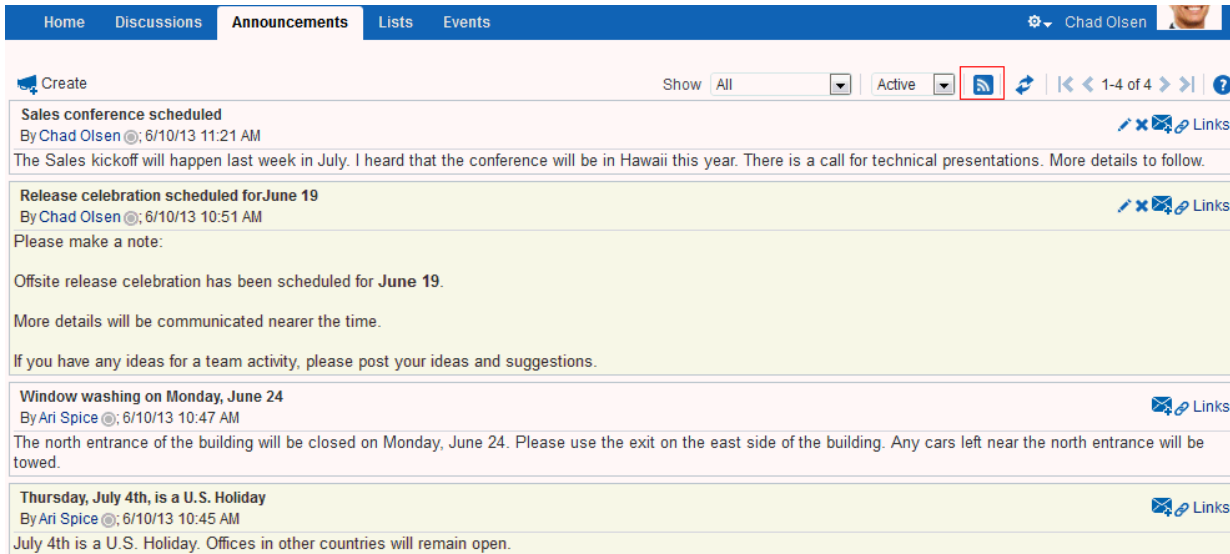 Home Discussions Announcements Lists Events Chad Olsen
Create Show All Active 1-4 of 4 ?
Sales conference scheduled
By Chad Olsen ; 6/10/13 11:21 AM Links
The Sales kickoff will happen last week in July. I heard that the conference will be in Hawaii this year. There is a call for technical presentations. More details to follow.
Release celebration scheduled forJune 19
By Chad Olsen ; 6/10/13 10:51 AM Links
Please make a note:
Offsite release celebration has been scheduled for June 19.
More details will be communicated nearer the time.
If you have any ideas for a team activity, please post your ideas and suggestions.
Window washing on Monday, June 24
By Ari Spice ; 6/10/13 10:47 AM Links
The north entrance of the building will be closed on Monday, June 24. Please use the exit on the east side of the building. Any cars left near the north entrance will be
towed.
Thursday, July 4th, is a U.S. Holiday
By Ari Spice ; 6/10/13 10:45 AM Links
July 4th is a U.S. Holiday. Offices in other countries will remain open.